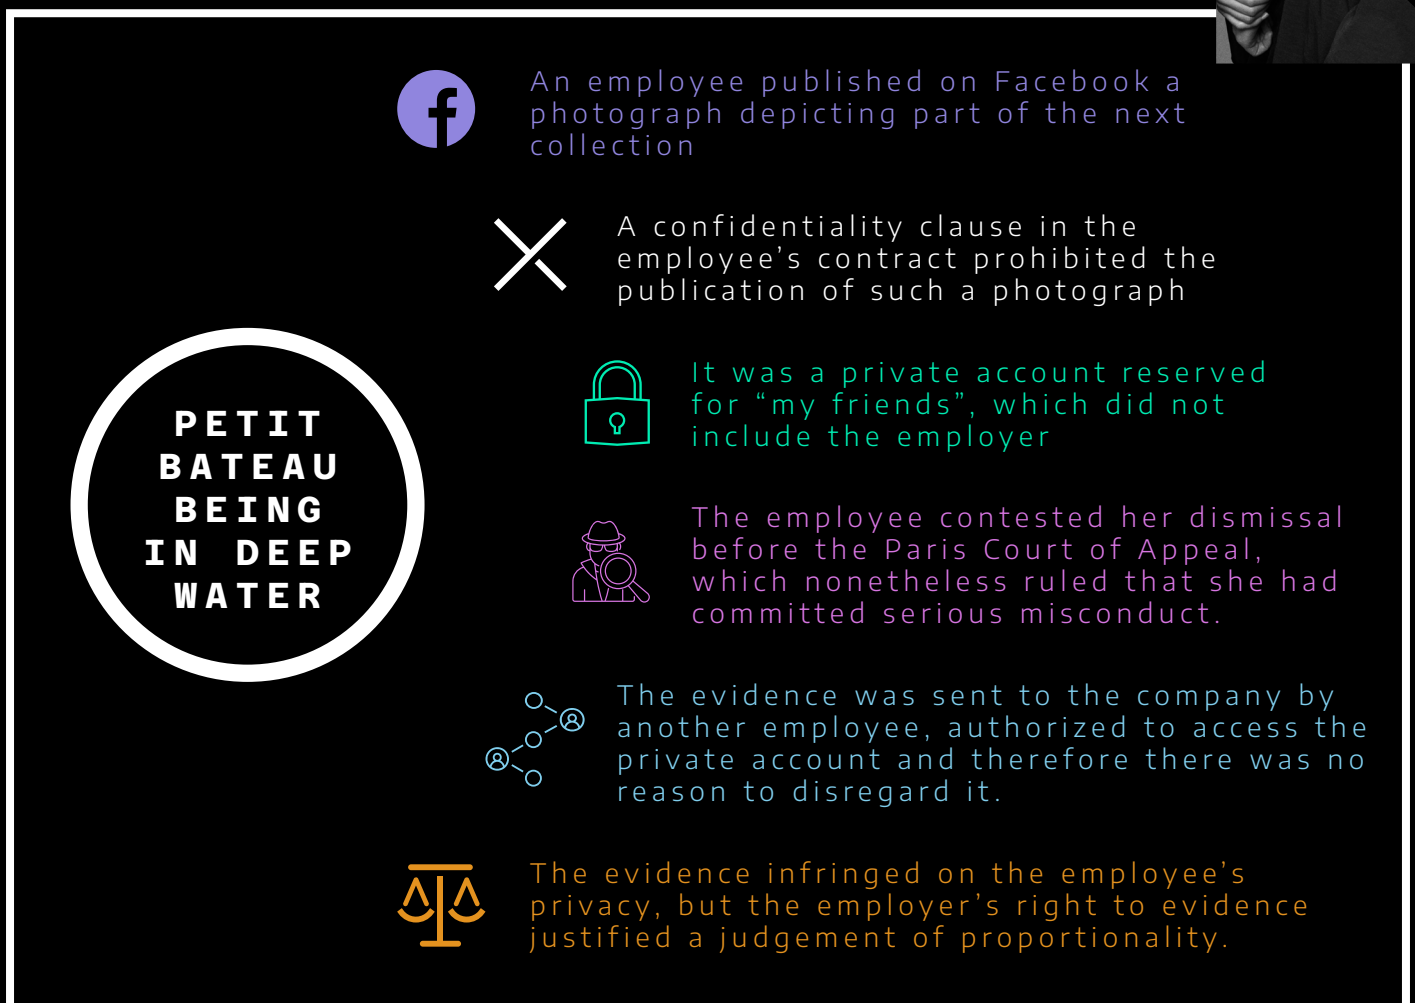 An employee published on Facebook a
photograph depicting part of the next
collection
A confidentiality clause in the
employee’s contract prohibited the
publication of such a photograph
It was a private account reserved
for “my friends”, which did not
include the employer
PETIT
BATEAU
BEING
IN DEEP
WATER
The employee contested her dismissal
before the Paris Court of Appeal,
which nonetheless ruled that she had
committed serious misconduct.
The evidence was sent to the company by
another employee, authorized to access the
private account and therefore there was no
reason to disregard it.
The evidence infringed on the employee’s
privacy, but the employer’s right to evidence
justified a judgement of proportionality.